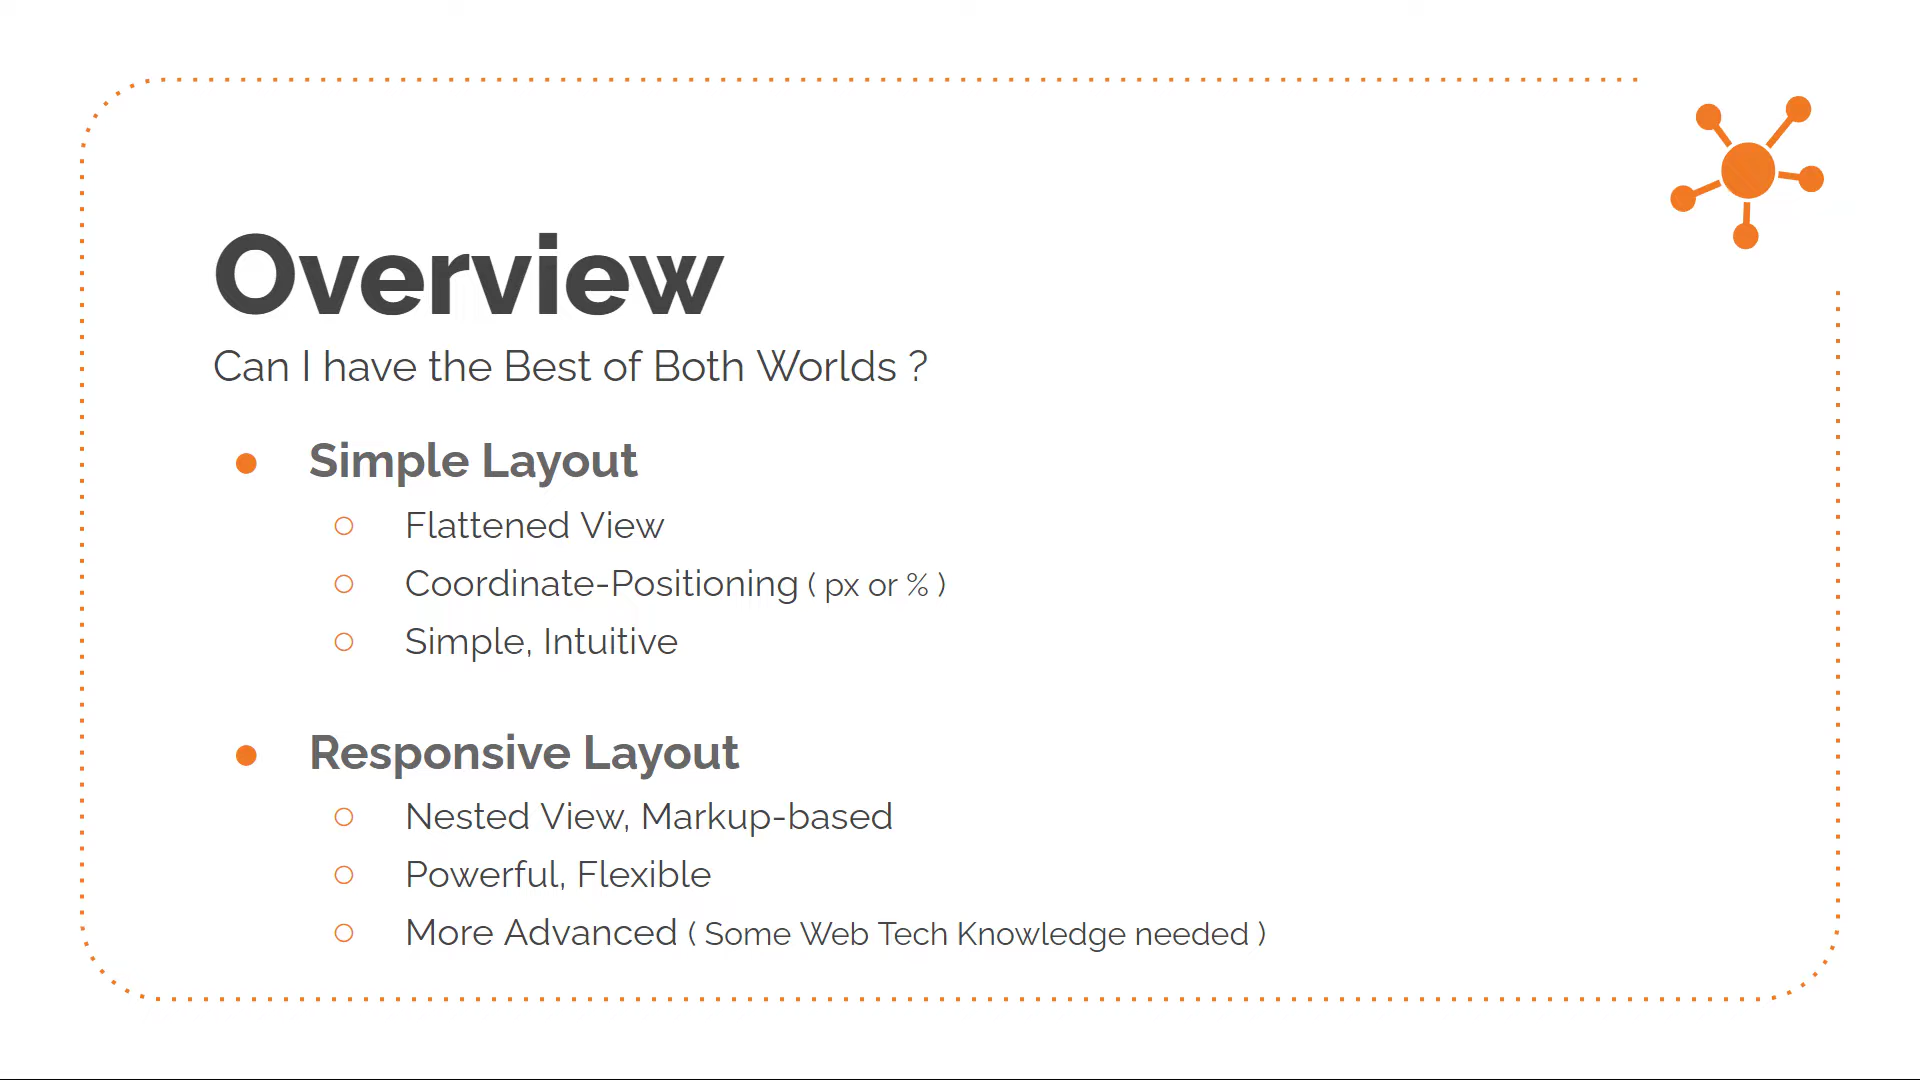 Overview
Can I have the Best of Both Worlds ?
Simple Layout
Flattened View
Coordinate-Positioning ( px or % )
Simple, Intuitive
Responsive Layout
Nested View, Markup-based
Powerful, Flexible
More Advanced ( Some Web Tech Knowledge needed )